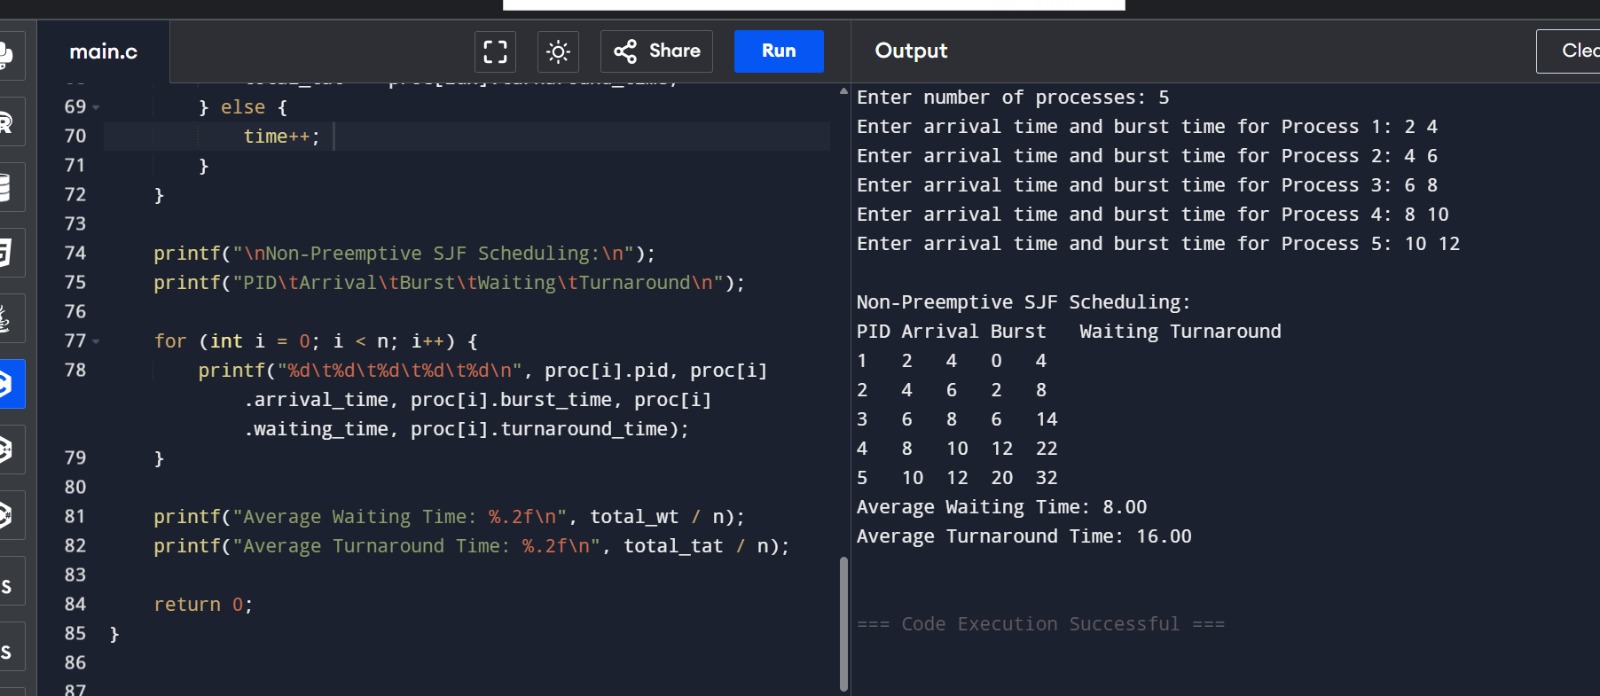 main.c
Share
Run
69 } else {
70 time++;
71 }
72 }
73
74 printf("\nNon-Preemptive SJF Scheduling:\n");
75 printf("PID\tArrival\tBurst\tWaiting\tTurnaround\n");
76
77 for (int i = 0; i < n; i++) {
78 printf("%d\t%d\t%d\t%d\t%d\n", proc[i].pid, proc[i]
.arrival_time, proc[i].burst_time, proc[i]
.waiting_time, proc[i].turnaround_time);
79 }
80
81 printf("Average Waiting Time: %.2f\n", total_wt / n);
82 printf("Average Turnaround Time: %.2f\n", total_tat / n);
83
84 return 0;
85 }
86
87
Output
Clea
Enter number of processes: 5
Enter arrival time and burst time for Process 1: 2 4
Enter arrival time and burst time for Process 2: 4 6
Enter arrival time and burst time for Process 3: 6 8
Enter arrival time and burst time for Process 4: 8 10
Enter arrival time and burst time for Process 5: 10 12
Non-Preemptive SJF Scheduling:
PID Arrival Burst Waiting Turnaround
1 2 4 0 4
2 4 6 2 8
3 6 8 6 14
4 8 10 12 22
5 10 12 20 32
Average Waiting Time: 8.00
Average Turnaround Time: 16.00
=== Code Execution Successful ===